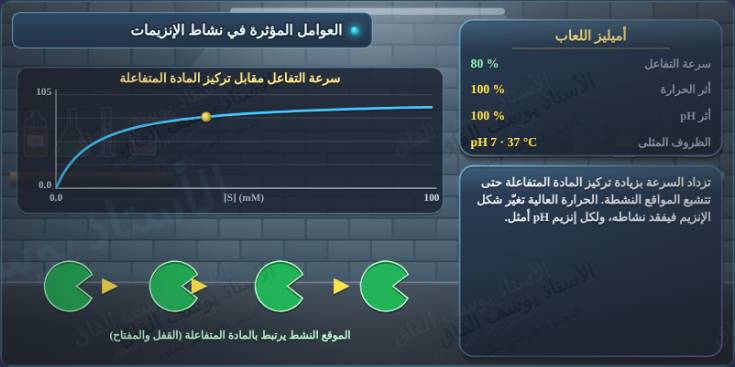 العوامل المؤثرة في نشاط الإنزيمات
أميليز اللعاب
سرعة التفاعل 80 %
أثر الحرارة 100 %
أثر pH 100 %
الظروف المثلى pH 7 · 37 °C
سرعة التفاعل مقابل تركيز المادة المتفاعلة
105
0.0
0.0
[S] (mM)
100
تزداد السرعة بزيادة تركيز المادة المتفاعلة حتى
تتشبع المواقع النشطة. الحرارة العالية تغيّر شكل
الإنزيم فيفقد نشاطه، ولكل إنزيم pH أمثل.
الموقع النشط يرتبط بالمادة المتفاعلة (القفل والمفتاح)